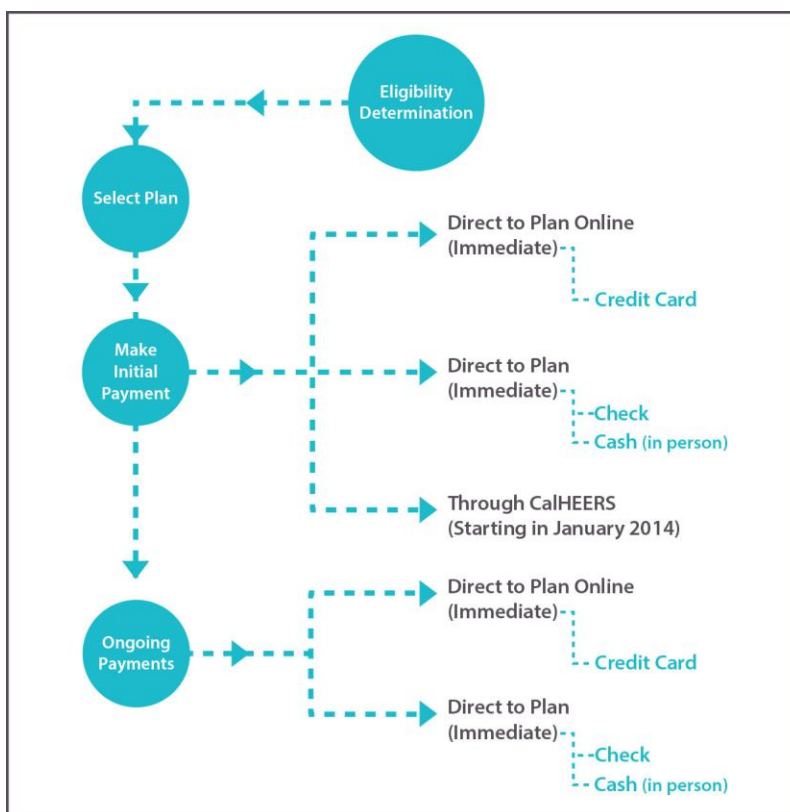 Eligibility
Determination
Select Plan
Direct to Plan Online
(Immediate)
Credit Card
Make
Initial
Payment
Direct to Plan
(Immediate)
Check
Cash (in person)
Through CalHEERS
(Starting in January 2014)
Ongoing
Payments
Direct to Plan Online
(Immediate)
Credit Card
Direct to Plan
(Immediate)
Check
Cash (in person)